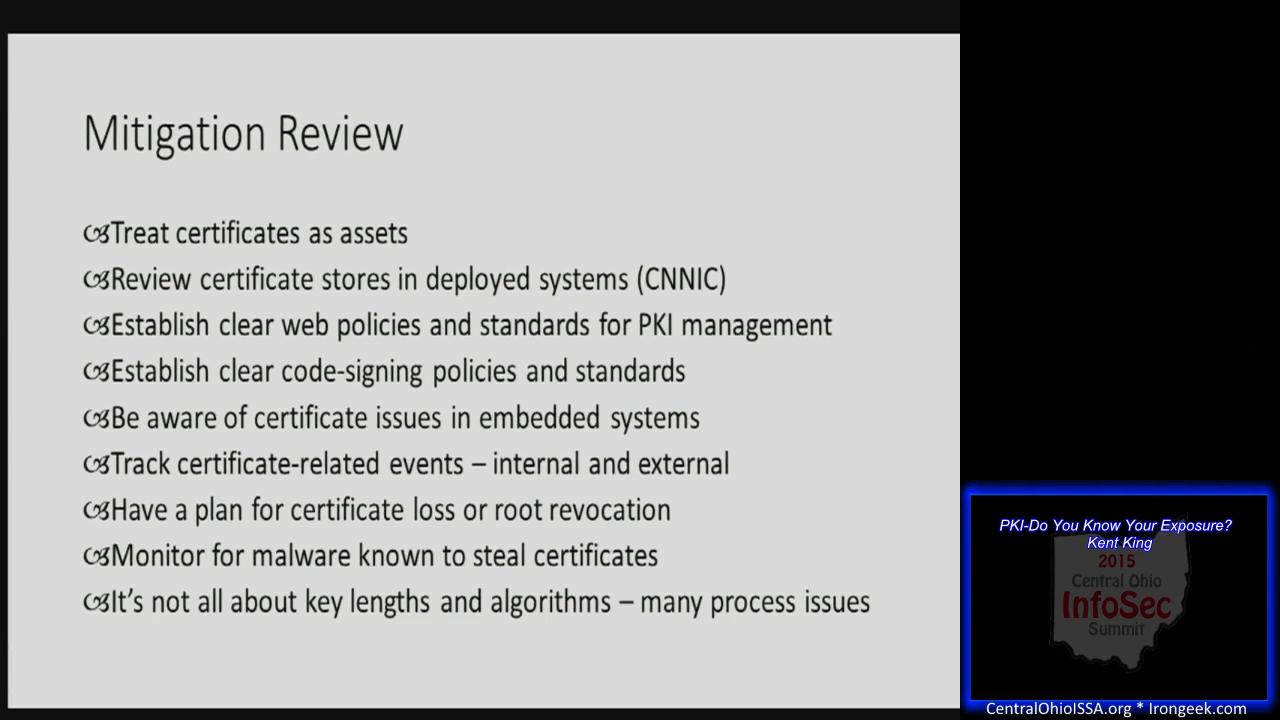 Mitigation Review
Treat certificates as assets
Review certificate stores in deployed systems (CNNIC)
Establish clear web policies and standards for PKI management
Establish clear code-signing policies and standards
Be aware of certificate issues in embedded systems
Track certificate-related events – internal and external
Have a plan for certificate loss or root revocation
Monitor for malware known to steal certificates
It's not all about key lengths and algorithms – many process issues
PKI-Do You Know Your Exposure?
Kent King
2015
Central Ohio
InfoSec
Summit
CentralOhioISSA.org * Irongeek.com